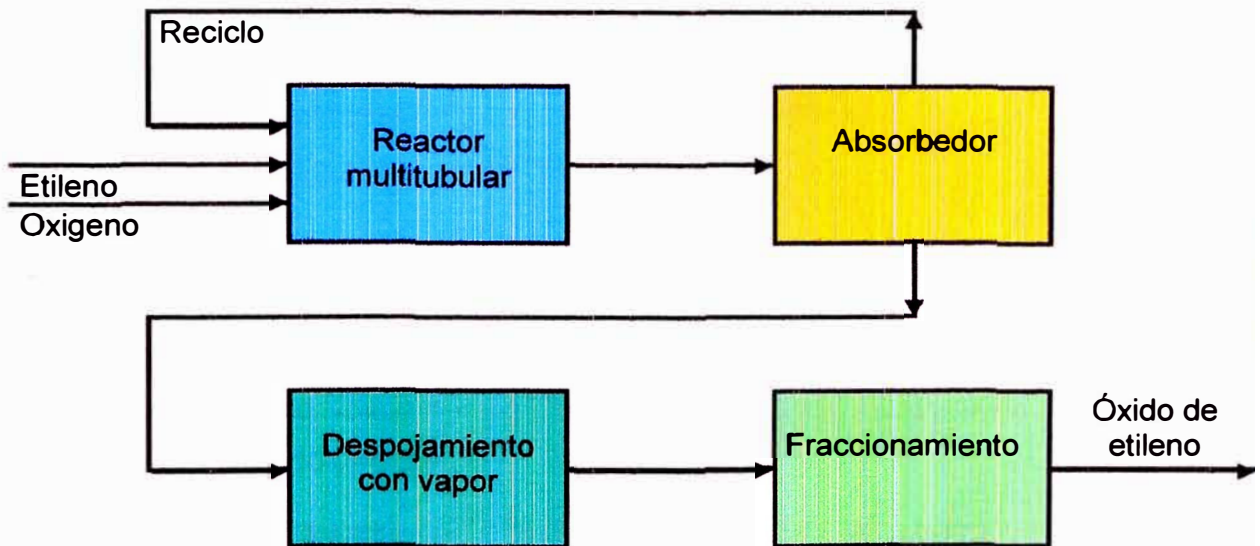 Reciclo
Reactor
multitubular
Absorbedor
Etileno
Oxigeno
Despojamiento
con vapor
Fraccionamiento
Óxido de
etileno